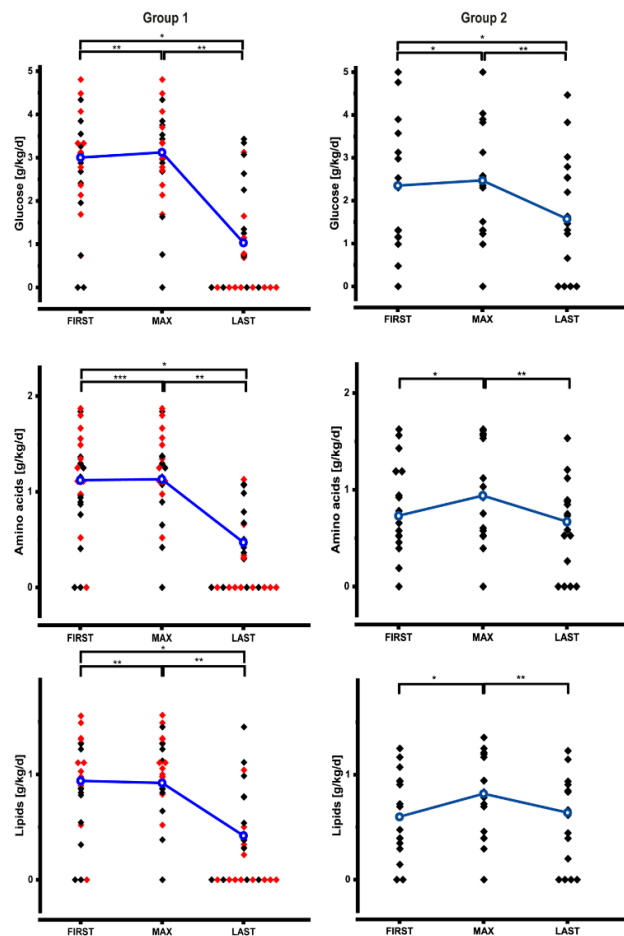 Group 1
Group 2
*
**
**
*
*
**
Glucose [g/kg/d]
5
4
3
2
1
0
FIRST
MAX
LAST
Glucose [g/kg/d]
5
4
3
2
1
0
FIRST
MAX
LAST
*
***
**
*
**
Amino acids [g/kg/d]
2
1
0
FIRST
MAX
LAST
Amino acids [g/kg/d]
2
1
0
FIRST
MAX
LAST
*
**
**
*
**
Lipids [g/kg/d]
1
0
FIRST
MAX
LAST
Lipids [g/kg/d]
1
0
FIRST
MAX
LAST